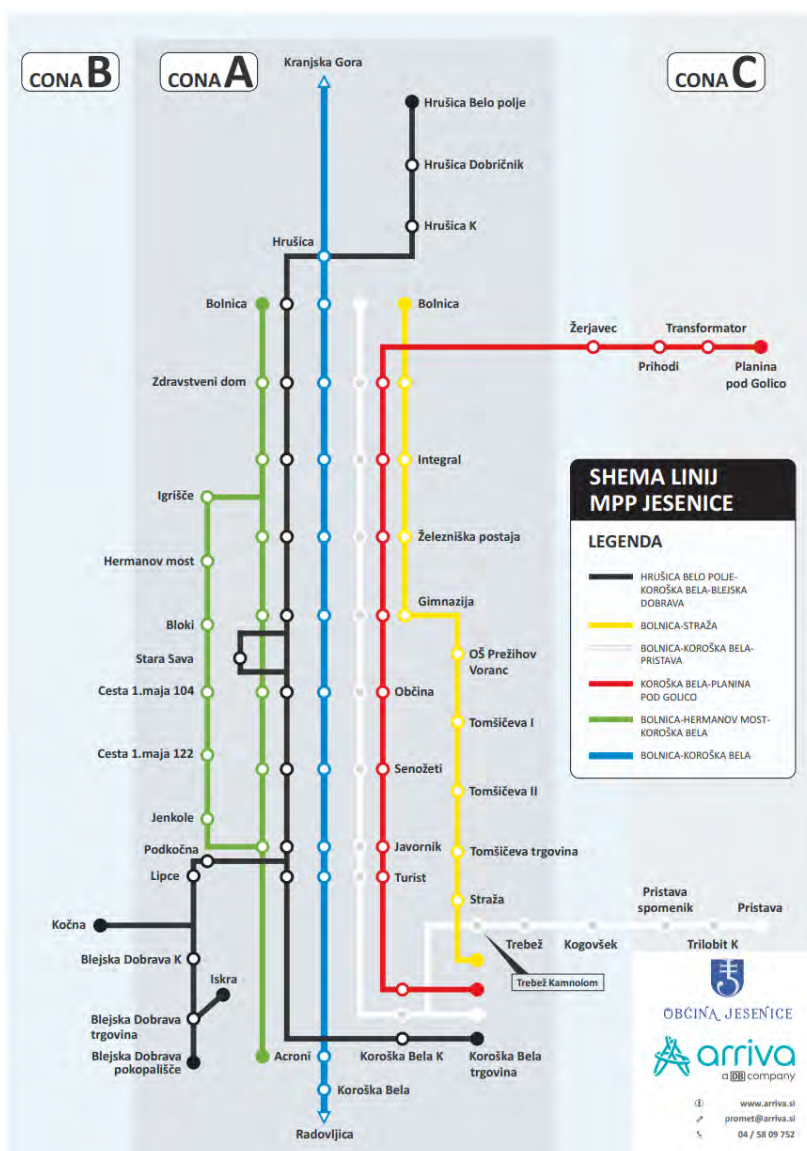 CONA B
CONA A
CONA C
Kranjska Gora
Hrušica Belo polje
Hrušica Dobričnik
Hrušica K
Hrušica
Bolnica
Bolnica
Žerjavec
Transformator
Prihodi
Planina
pod Golico
Zdravstveni dom
Integral
Igrišče
Železniška postaja
Hermanov most
Gimnazija
Bloki
Stara Sava
OŠ Prežihov
Voranc
Cesta 1.maja 104
Občina
Tomšičeva I
Cesta 1.maja 122
Senožeti
Tomšičeva II
Jenkole
Podkočna
Javornik
Tomšičeva trgovina
Lipce
Turist
Straža
Kočna
Pristava
spomenik
Pristava
Trebež
Kogovšek
Trilobit K
Trebež Kamnolom
Blejska Dobrava K
Iskra
Blejska Dobrava
trgovina
Blejska Dobrava
pokopališče
Acroni
Koroška Bela K
Koroška Bela
trgovina
Koroška Bela
Radovljica
SHEMA LINIJ
MPP JESENICE
LEGENDA
HRUŠICA BELO POLJE-
KOROŠKA BELA-BLEJSKA
DOBRAVA
BOLNICA-STRAŽA
BOLNICA-KOROŠKA BELA-
PRISTAVA
KOROŠKA BELA-PLANINA
POD GOLICO
BOLNICA-HERMANOV MOST-
KOROŠKA BELA
BOLNICA-KOROŠKA BELA
OBČINA JESENICE
arriva
a DB company
www.arriva.si
promet@arriva.si
04 / 58 09 752